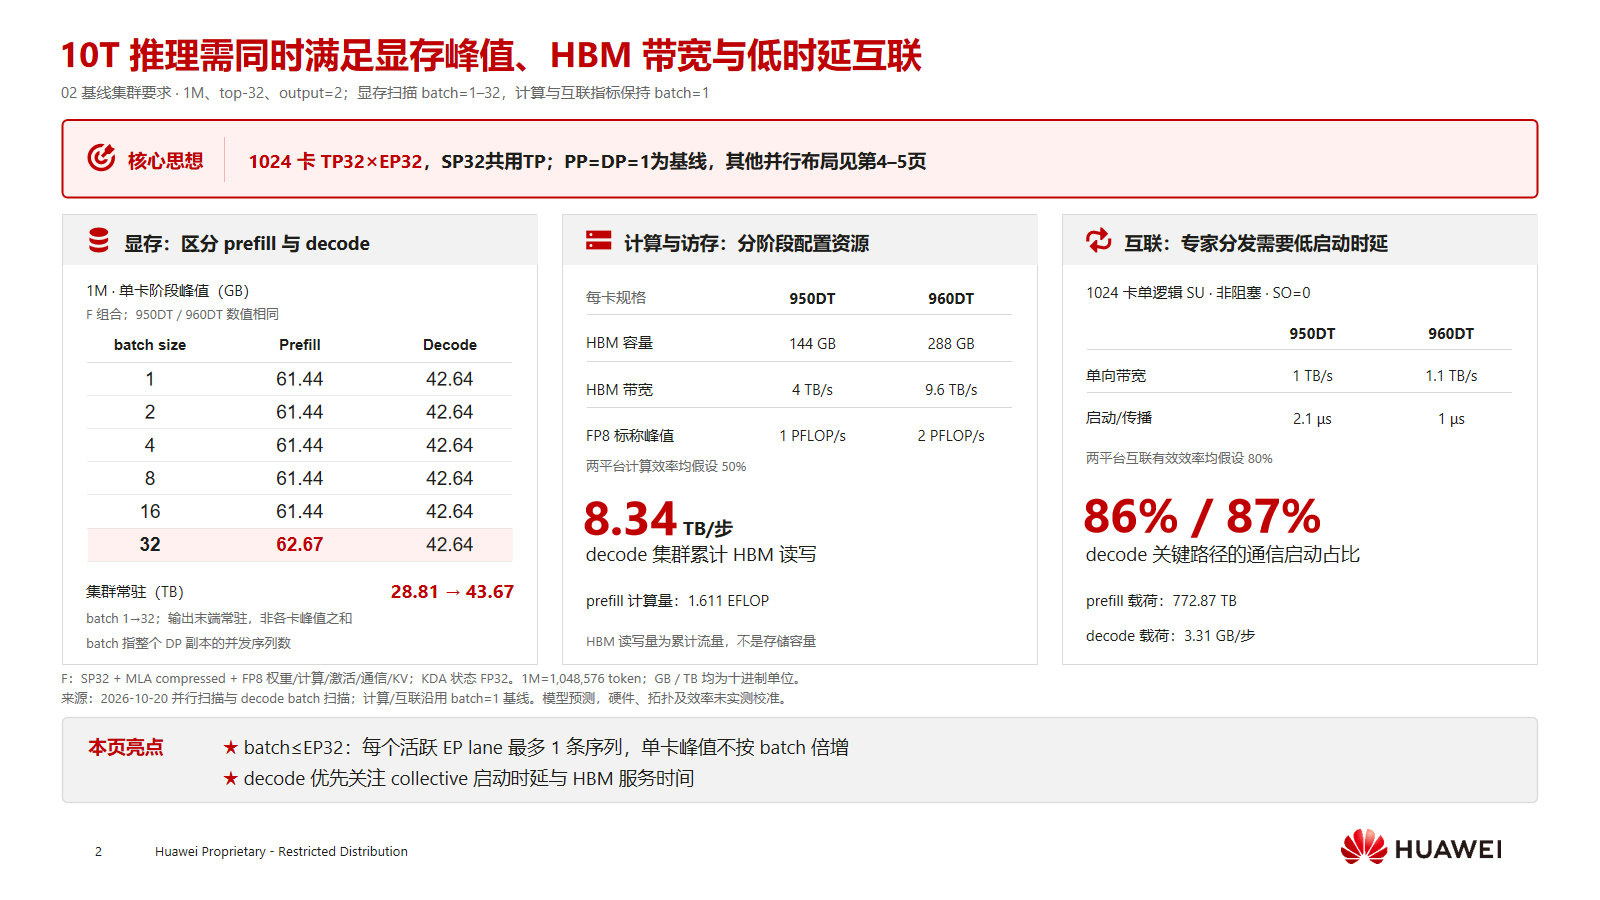 10T 推理需同时满足显存峰值、HBM 带宽与低时延互联
02 基线集群要求 · 1M、top-32、output=2；显存扫描 batch=1–32，计算与互联指标保持 batch=1
核心思想
1024 卡 TP32×EP32，SP32共用TP；PP=DP=1为基线，其他并行布局见第4–5页
显存：区分 prefill 与 decode
1M · 单卡阶段峰值（GB）
F 组合；950DT / 960DT 数值相同
batch size Prefill Decode
1 61.44 42.64
2 61.44 42.64
4 61.44 42.64
8 61.44 42.64
16 61.44 42.64
32 62.67 42.64
集群常驻（TB） 28.81 → 43.67
batch 1→32；输出末端常驻，非各卡峰值之和
batch 指整个 DP 副本的并发序列数
计算与访存：分阶段配置资源
每卡规格 950DT 960DT
HBM 容量 144 GB 288 GB
HBM 带宽 4 TB/s 9.6 TB/s
FP8 标称峰值 1 PFLOP/s 2 PFLOP/s
两平台计算效率均假设 50%
8.34 TB/步
decode 集群累计 HBM 读写
prefill 计算量：1.611 EFLOP
HBM 读写量为累计流量，不是存储容量
互联：专家分发需要低启动时延
1024 卡单逻辑 SU · 非阻塞 · SO=0
950DT 960DT
单向带宽 1 TB/s 1.1 TB/s
启动/传播 2.1 μs 1 μs
两平台互联有效效率均假设 80%
86% / 87%
decode 关键路径的通信启动占比
prefill 载荷：772.87 TB
decode 载荷：3.31 GB/步
F：SP32 + MLA compressed + FP8 权重/计算/激活/通信/KV；KDA 状态 FP32。1M=1,048,576 token；GB / TB 均为十进制单位。
来源：2026-10-20 并行扫描与 decode batch 扫描；计算/互联沿用 batch=1 基线。模型预测，硬件、拓扑及效率未实测校准。
本页亮点
★ batch≤EP32：每个活跃 EP lane 最多 1 条序列，单卡峰值不按 batch 倍增
★ decode 优先关注 collective 启动时延与 HBM 服务时间
2 Huawei Proprietary - Restricted Distribution
HUAWEI